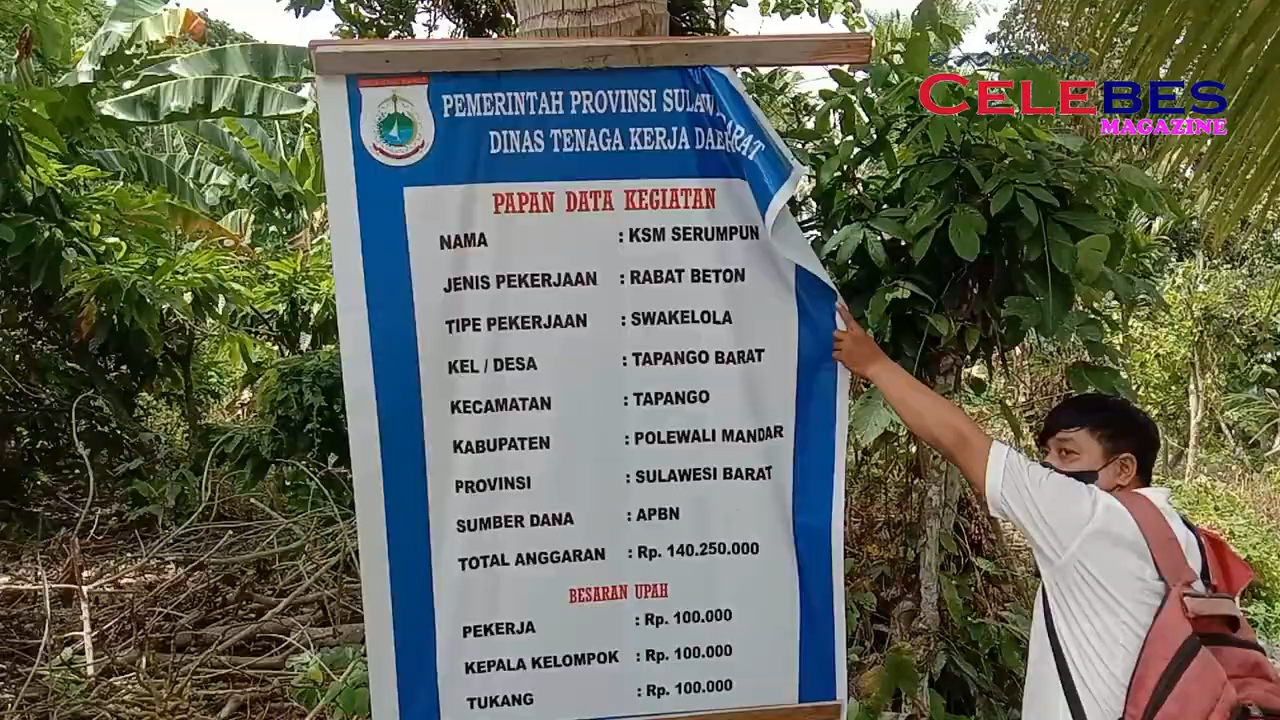 CELEBES
MAGAZINE
PEMERINTAH PROVINSI SULAW ARAT
DINAS TENAGA KERJA DAER
PAPAN DATA KEGIATAN
NAMA : KSM SERUMPUN
JENIS PEKERJAAN : RABAT BETON
TIPE PEKERJAAN : SWAKELOLA
KEL / DESA : TAPANGO BARAT
KECAMATAN : TAPANGO
KABUPATEN : POLEWALI MANDAR
PROVINSI : SULAWESI BARAT
SUMBER DANA : APBN
TOTAL ANGGARAN : Rp. 140.250.000
BESARAN UPAH
PEKERJA : Rp. 100.000
KEPALA KELOMPOK : Rp. 100.000
TUKANG : Rp. 100.000